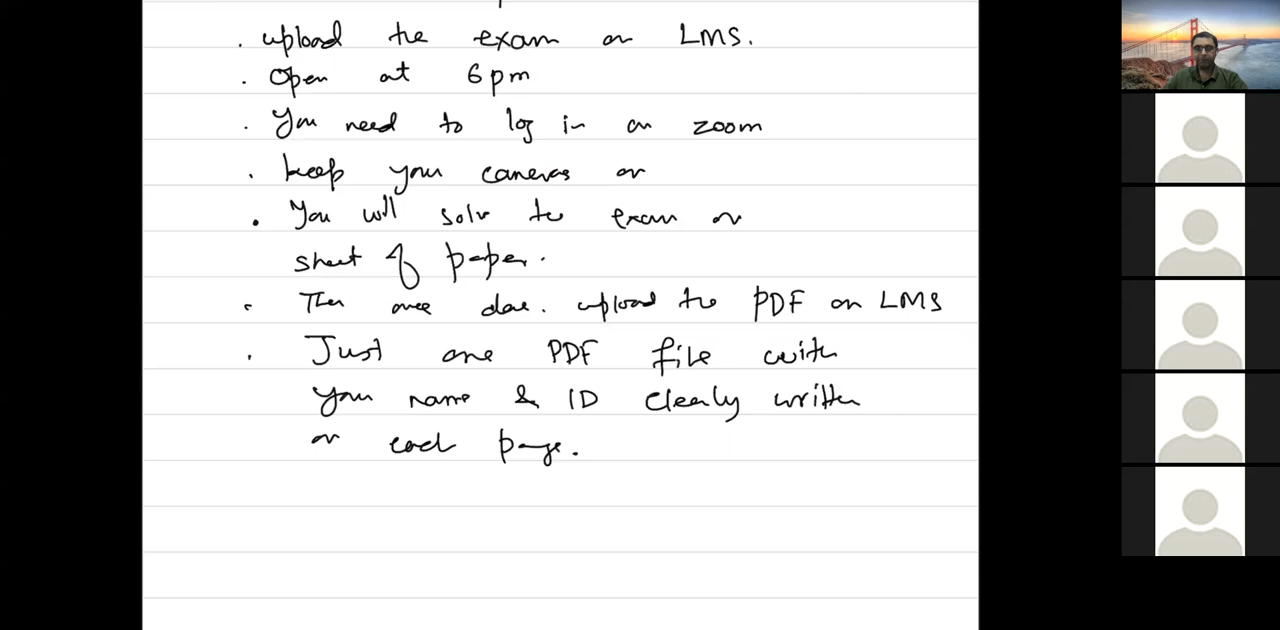 . upload the exam on LMS.
. Open at 6 pm
. You need to log in on zoom
. keep your cameras on
. You will solve the exam on
sheet of paper.
. Then once done. upload the PDF on LMS
. Just one PDF file with
your name & ID clearly written
on each page.